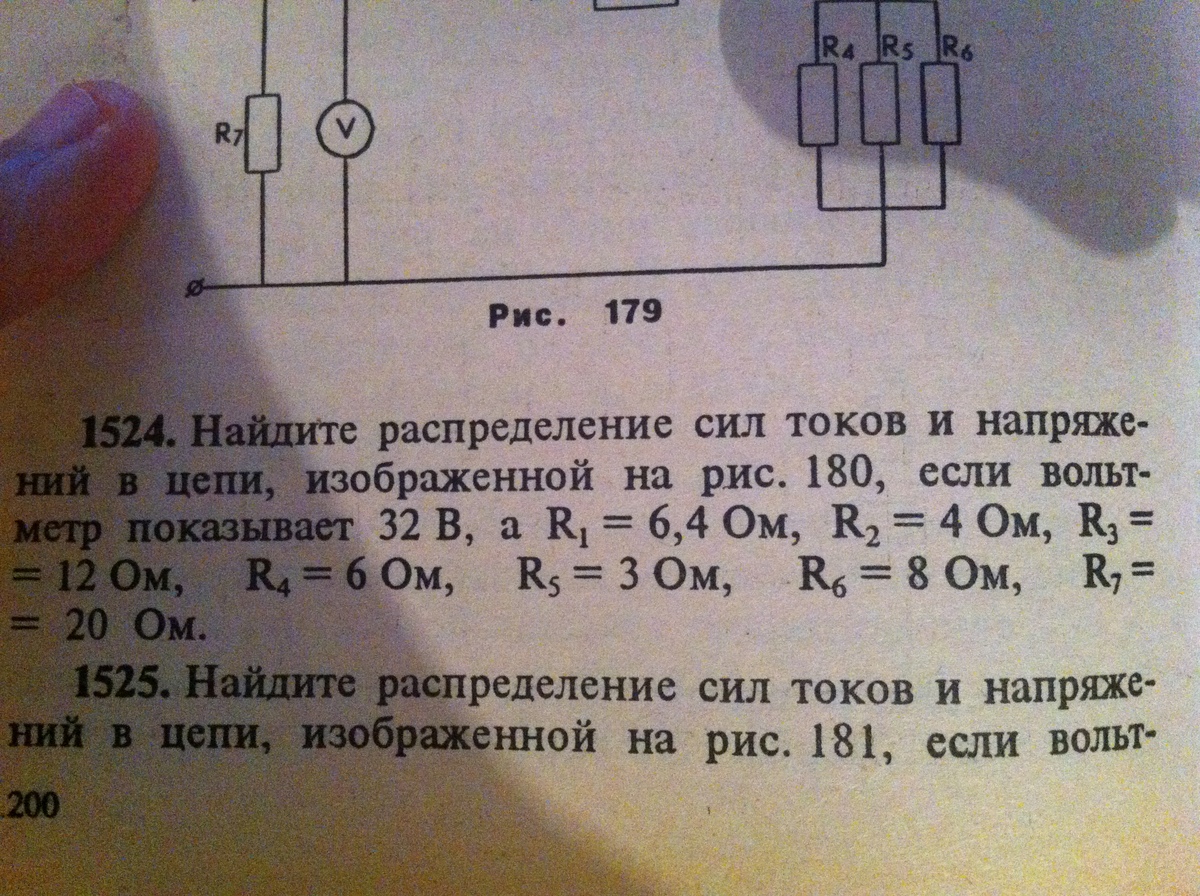 R4 R5 R6
R7 V
Рис. 179
1524. Найдите распределение сил токов и напряже-
ний в цепи, изображенной на рис. 180, если вольт-
метр показывает 32 В, а R₁ = 6,4 Ом, R₂ = 4 Ом, R₃ =
= 12 Ом, R₄ = 6 Ом, R₅ = 3 Ом, R₆ = 8 Ом, R₇ =
= 20 Ом.
1525. Найдите распределение сил токов и напряже-
ний в цепи, изображенной на рис. 181, если вольт-
200